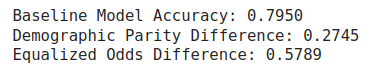 Baseline Model Accuracy: 0.7950
Demographic Parity Difference: 0.2745
Equalized Odds Difference: 0.5789